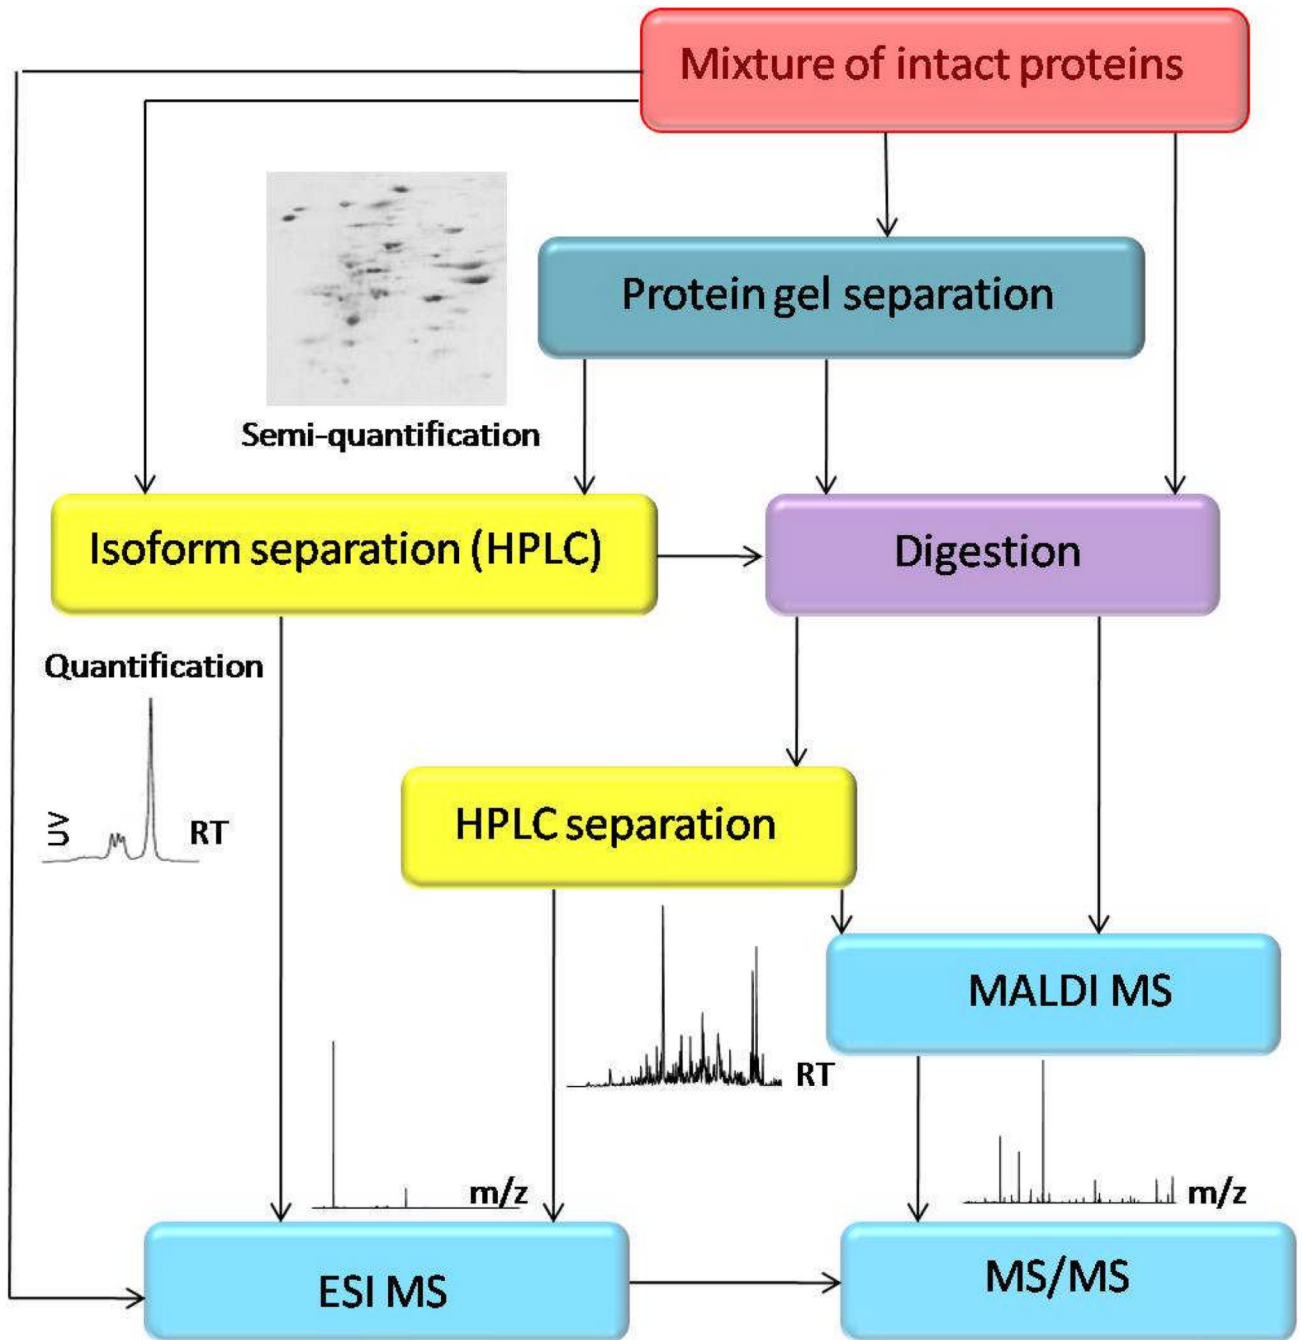 Mixture of intact proteins
Protein gel separation
Semi-quantification
Isoform separation (HPLC)
Digestion
Quantification
UV
RT
HPLC separation
MALDI MS
RT
m/z
m/z
ESI MS
MS/MS